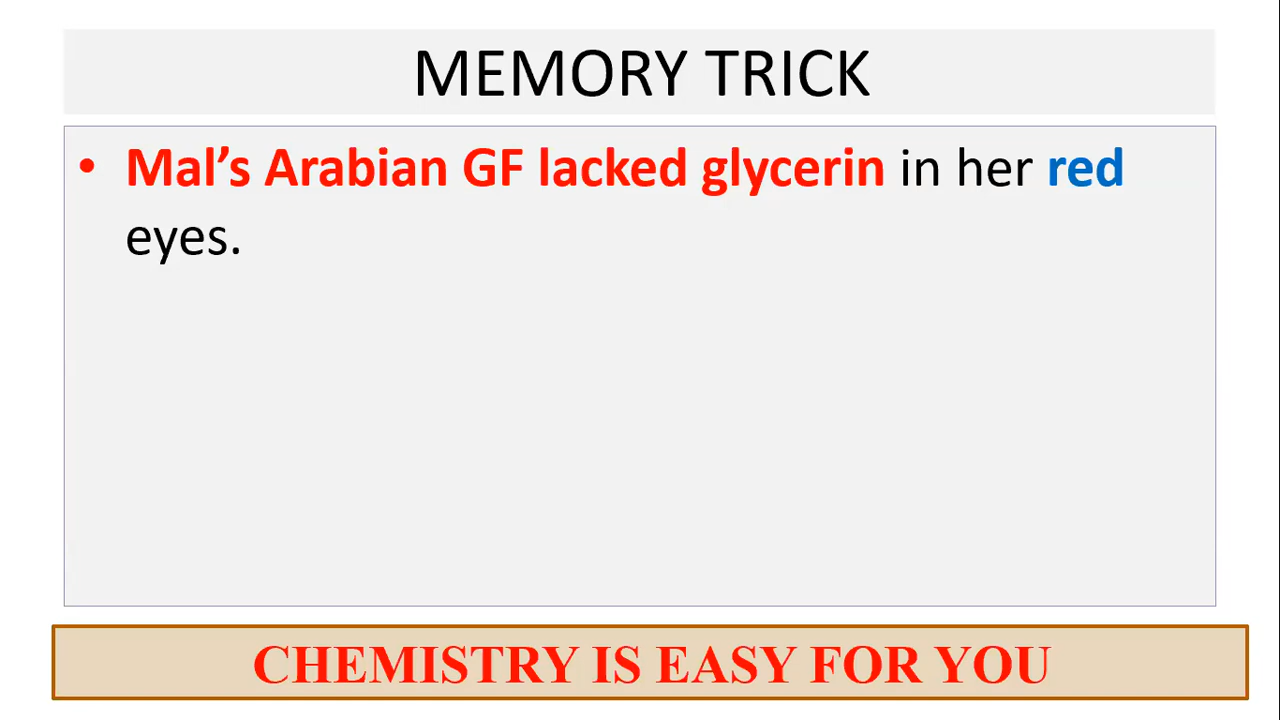 MEMORY TRICK
• Mal’s Arabian GF lacked glycerin in her red
eyes.
CHEMISTRY IS EASY FOR YOU